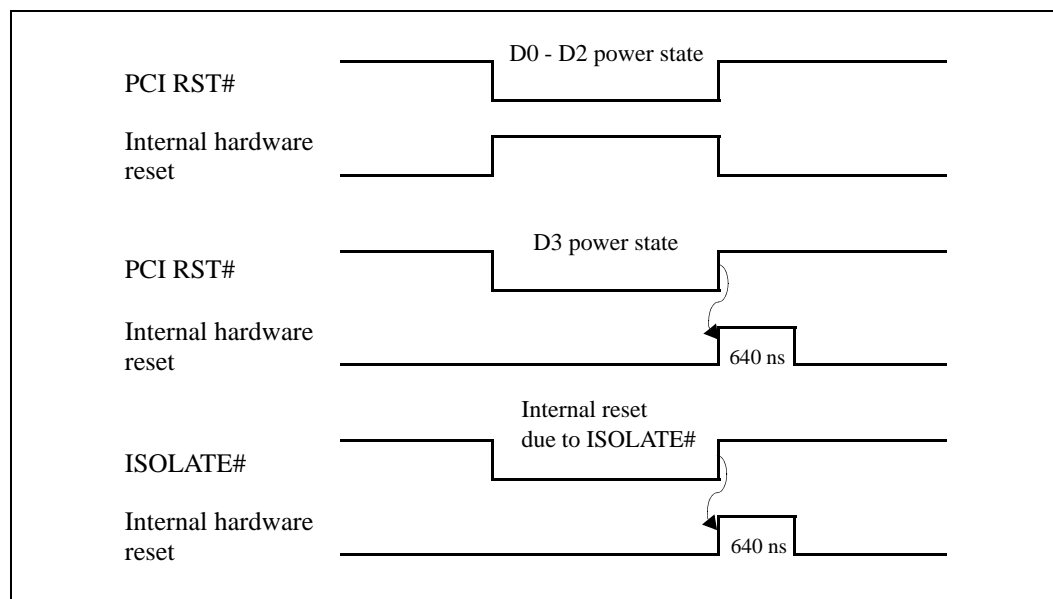 D0 - D2 power state
PCI RST#
Internal hardware
reset
D3 power state
PCI RST#
Internal hardware
reset
640 ns
Internal reset
due to ISOLATE#
ISOLATE#
Internal hardware
reset
640 ns